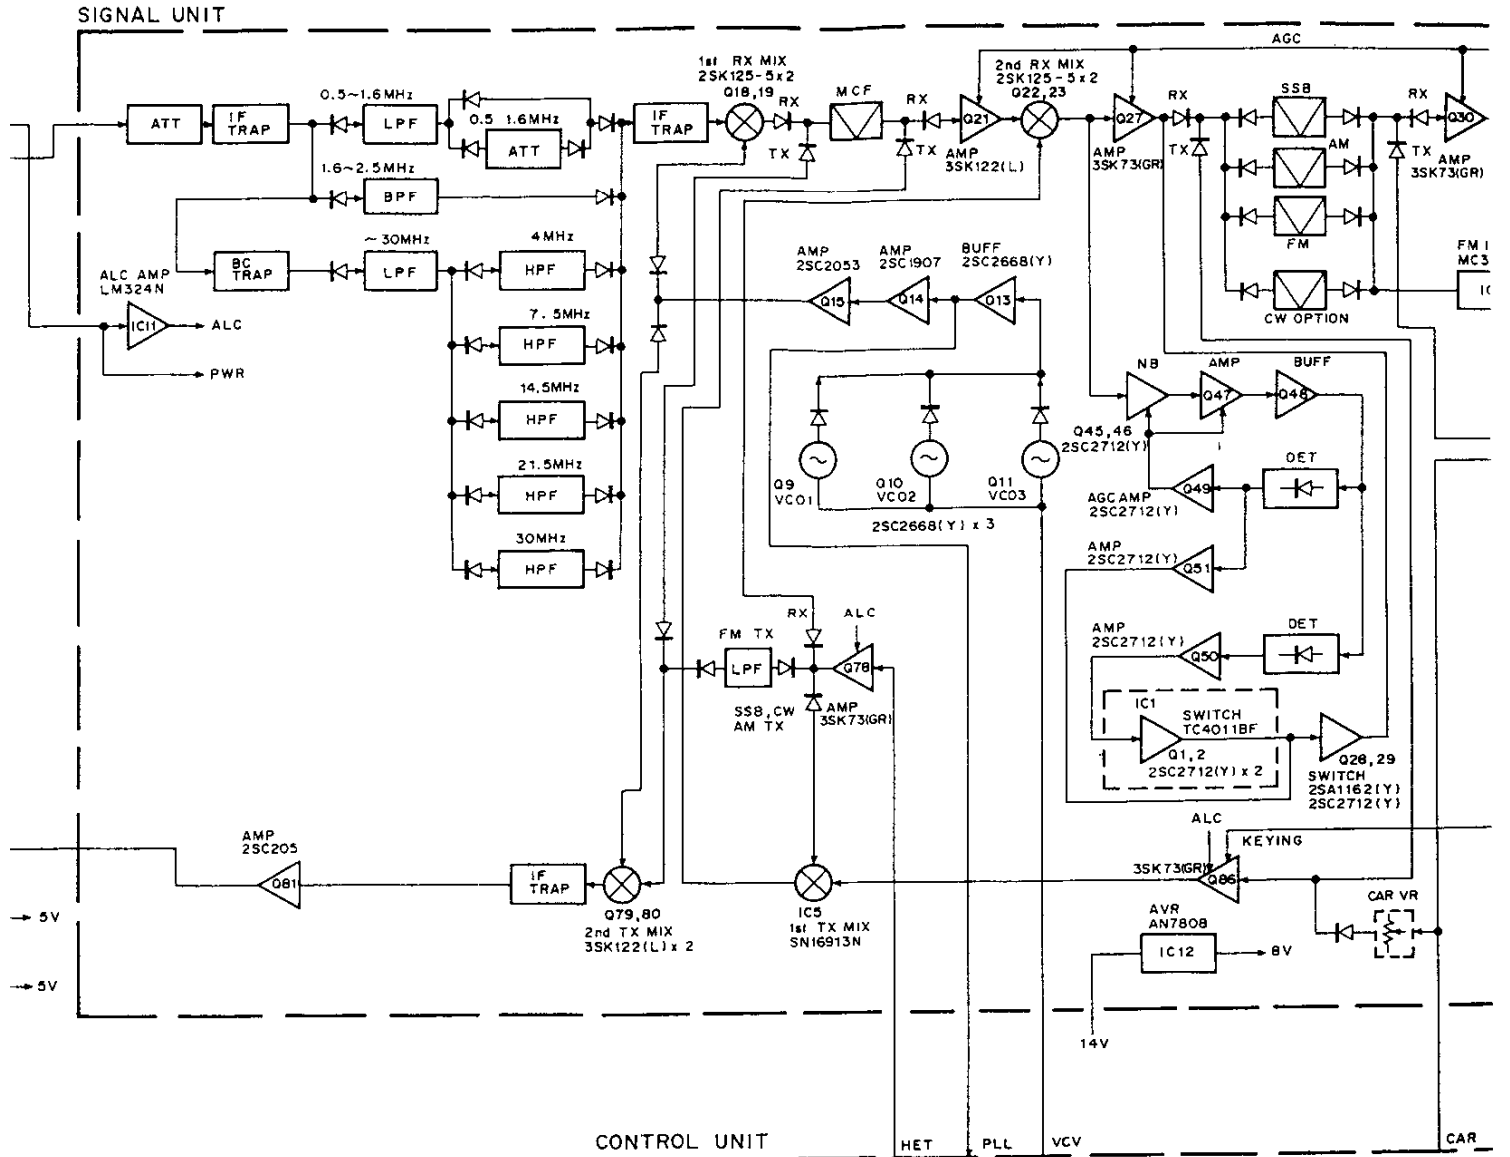 SIGNAL UNIT
AGC
1st RX MIX
2SK125-5x2
Q18,19
2nd RX MIX
2SK125-5x2
Q22,23
0.5~1.6MHz
MCF
RX
RX
RX
SSB
RX
ATT
IF
TRAP
LPF
0.5 1.6MHz
ATT
IF
TRAP
Q21
Q27
Q30
TX
TX
TX
AM
TX
AMP
3SK122(L)
AMP
3SK73(GR)
AMP
3SK73(GR)
1.6~2.5MHz
BPF
FM
~30MHz
4MHz
BC
TRAP
LPF
HPF
AMP
2SC2053
AMP
2SC1907
BUFF
2SC2668(Y)
FM I
MC3
IC
ALC AMP
LM324N
Q15
Q14
Q13
CW OPTION
IC11
ALC
7.5MHz
HPF
PWR
NB
AMP
BUFF
14.5MHz
HPF
Q47
Q48
Q45,46
2SC2712(Y)
21.5MHz
HPF
Q9
VCO1
Q10
VCO2
Q11
VCO3
DET
Q49
AGC AMP
2SC2712(Y)
2SC2668(Y) x 3
30MHz
HPF
AMP
2SC2712(Y)
Q51
RX
ALC
FM TX
LPF
Q78
AMP
2SC2712(Y)
DET
Q50
SSB,CW
AM TX
AMP
3SK73(GR)
IC1
SWITCH
TC4011BF
Q1,2
2SC2712(Y) x 2
Q28,29
SWITCH
2SA1162(Y)
2SC2712(Y)
ALC
KEYING
AMP
2SC205
Q81
IF
TRAP
3SK73(GR)
Q86
Q79,80
2nd TX MIX
3SK122(L) x 2
IC5
1st TX MIX
SN16913N
CAR VR
5V
AVR
AN7808
IC12
8V
5V
14V
CONTROL UNIT
HET
PLL
VCV
CAR